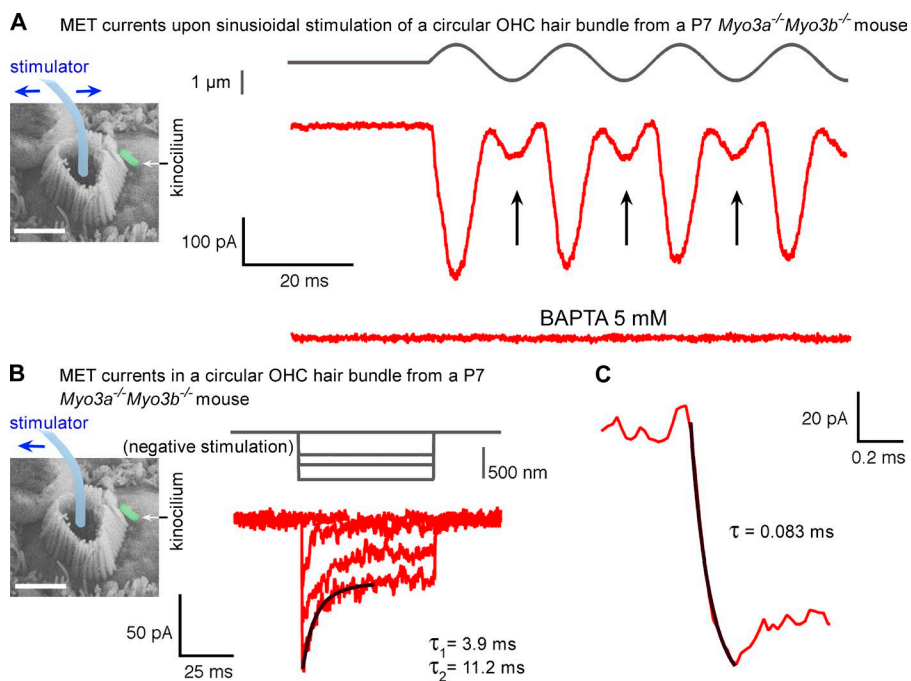 A MET currents upon sinusioidal stimulation of a circular OHC hair bundle from a P7 Myo3a-/-Myo3b-/- mouse
stimulator
1 µm
kinocilium
100 pA
20 ms
BAPTA 5 mM
B MET currents in a circular OHC hair bundle from a P7
Myo3a-/-Myo3b-/- mouse
stimulator
(negative stimulation)
500 nm
kinocilium
50 pA
25 ms
τ1= 3.9 ms
τ2= 11.2 ms
C
20 pA
0.2 ms
τ = 0.083 ms